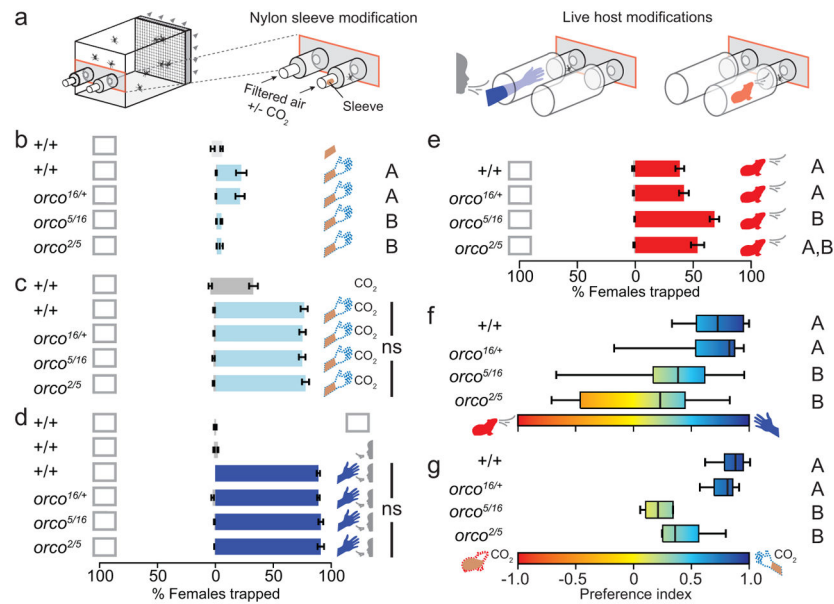 a
Nylon sleeve modification
Live host modifications
Filtered air
+/- CO₂
Sleeve
b
+/+
+/+ A
orco¹⁶/⁺ A
orco⁵/¹⁶ B
orco²/⁵ B
c
+/+ CO₂
+/+ CO₂
orco¹⁶/⁺ CO₂
orco⁵/¹⁶ CO₂
orco²/⁵ CO₂
ns
d
+/+
+/+
+/+
orco¹⁶/⁺
orco⁵/¹⁶
orco²/⁵
ns
100 50 0 50 100
% Females trapped
e
+/+ A
orco¹⁶/⁺ A
orco⁵/¹⁶ B
orco²/⁵ A,B
100 50 0 50 100
% Females trapped
f
+/+ A
orco¹⁶/⁺ A
orco⁵/¹⁶ B
orco²/⁵ B
g
+/+ A
orco¹⁶/⁺ A
orco⁵/¹⁶ B
orco²/⁵ B
CO₂ CO₂
-1.0 -0.5 0 0.5 1.0
Preference index